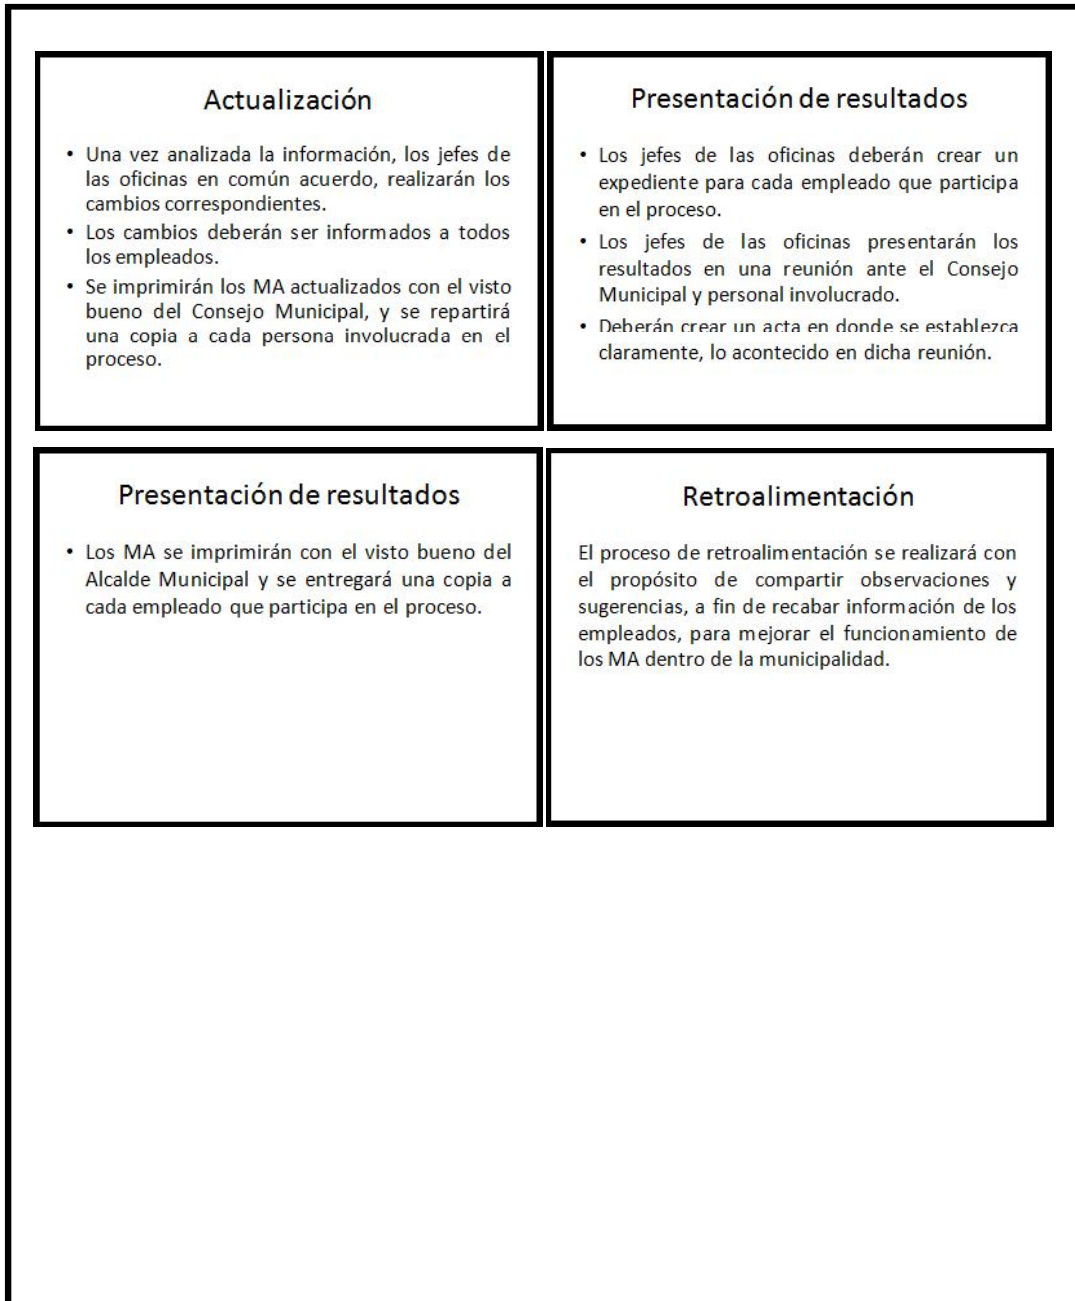 Actualización
• Una vez analizada la información, los jefes de
las oficinas en común acuerdo, realizarán los
cambios correspondientes.
• Los cambios deberán ser informados a todos
los empleados.
• Se imprimirán los MA actualizados con el visto
bueno del Consejo Municipal, y se repartirá
una copia a cada persona involucrada en el
proceso.
Presentación de resultados
• Los jefes de las oficinas deberán crear un
expediente para cada empleado que participa
en el proceso.
• Los jefes de las oficinas presentarán los
resultados en una reunión ante el Consejo
Municipal y personal involucrado.
• Deberán crear un acta en donde se establezca
claramente, lo acontecido en dicha reunión.
Presentación de resultados
• Los MA se imprimirán con el visto bueno del
Alcalde Municipal y se entregará una copia a
cada empleado que participa en el proceso.
Retroalimentación
El proceso de retroalimentación se realizará con
el propósito de compartir observaciones y
sugerencias, a fin de recabar información de los
empleados, para mejorar el funcionamiento de
los MA dentro de la municipalidad.